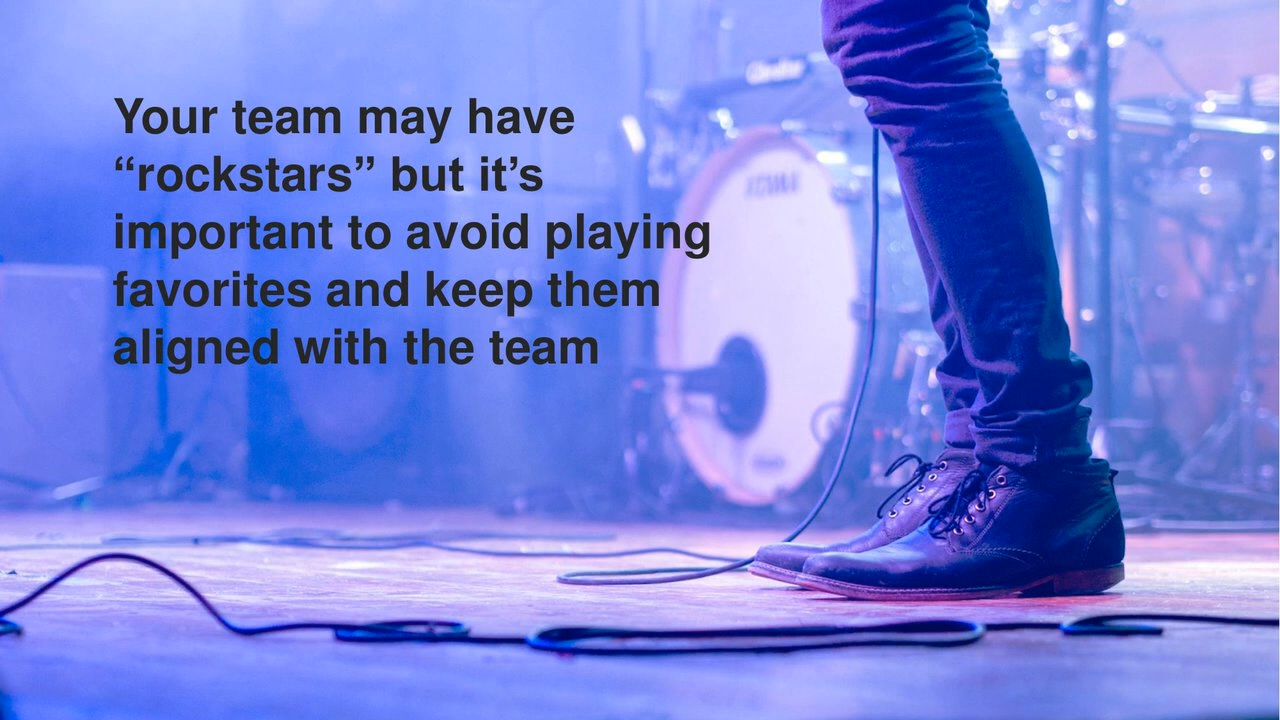 Your team may have
“rockstars” but it’s
important to avoid playing
favorites and keep them
aligned with the team
TAMA